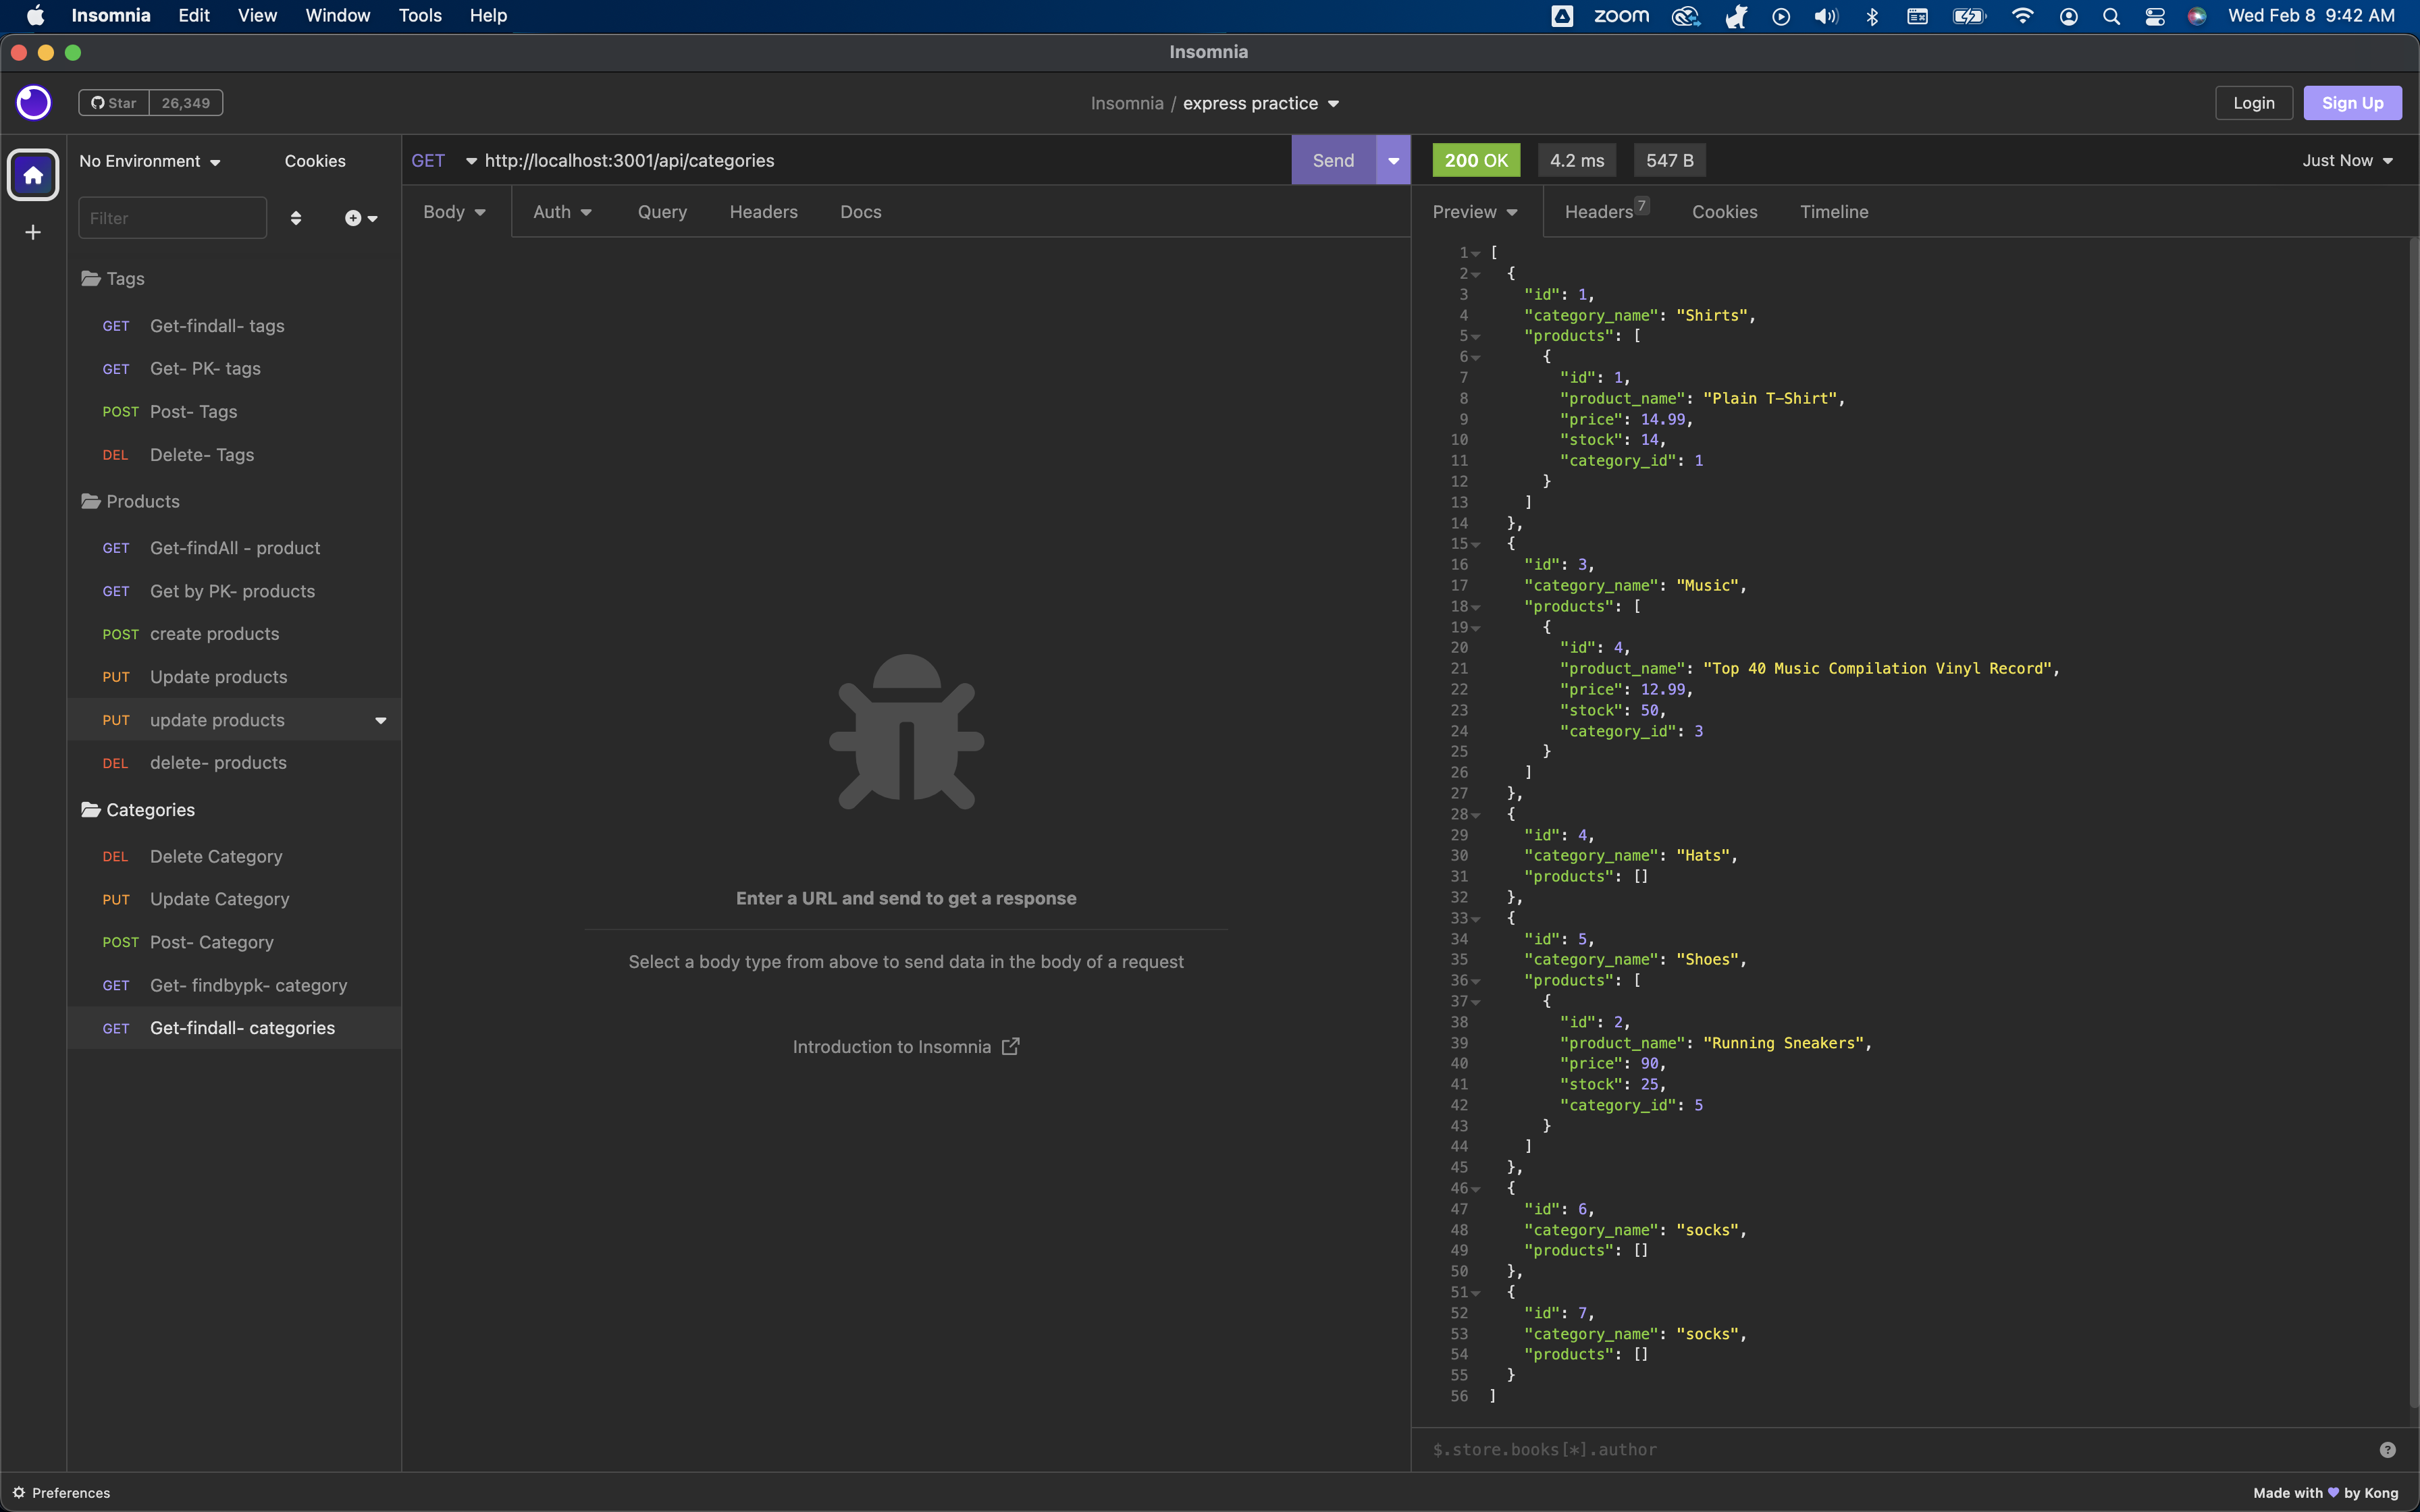 Insomnia Edit View Window Tools Help zoom Wed Feb 8 9:42 AM
Insomnia
Star 26,349 Insomnia / express practice Login Sign Up
No Environment Cookies
Filter
Tags
GET Get-findall- tags
GET Get- PK- tags
POST Post- Tags
DEL Delete- Tags
Products
GET Get-findAll - product
GET Get by PK- products
POST create products
PUT Update products
PUT update products
DEL delete- products
Categories
DEL Delete Category
PUT Update Category
POST Post- Category
GET Get- findbypk- category
GET Get-findall- categories
GET http://localhost:3001/api/categories Send
Body Auth Query Headers Docs
Enter a URL and send to get a response
Select a body type from above to send data in the body of a request
Introduction to Insomnia
200 OK 4.2 ms 547 B Just Now
Preview Headers 7 Cookies Timeline
1 [
2 {
3 "id": 1,
4 "category_name": "Shirts",
5 "products": [
6 {
7 "id": 1,
8 "product_name": "Plain T-Shirt",
9 "price": 14.99,
10 "stock": 14,
11 "category_id": 1
12 }
13 ]
14 },
15 {
16 "id": 3,
17 "category_name": "Music",
18 "products": [
19 {
20 "id": 4,
21 "product_name": "Top 40 Music Compilation Vinyl Record",
22 "price": 12.99,
23 "stock": 50,
24 "category_id": 3
25 }
26 ]
27 },
28 {
29 "id": 4,
30 "category_name": "Hats",
31 "products": []
32 },
33 {
34 "id": 5,
35 "category_name": "Shoes",
36 "products": [
37 {
38 "id": 2,
39 "product_name": "Running Sneakers",
40 "price": 90,
41 "stock": 25,
42 "category_id": 5
43 }
44 ]
45 },
46 {
47 "id": 6,
48 "category_name": "socks",
49 "products": []
50 },
51 {
52 "id": 7,
53 "category_name": "socks",
54 "products": []
55 }
56 ]
$.store.books[*].author
Preferences Made with ♥ by Kong